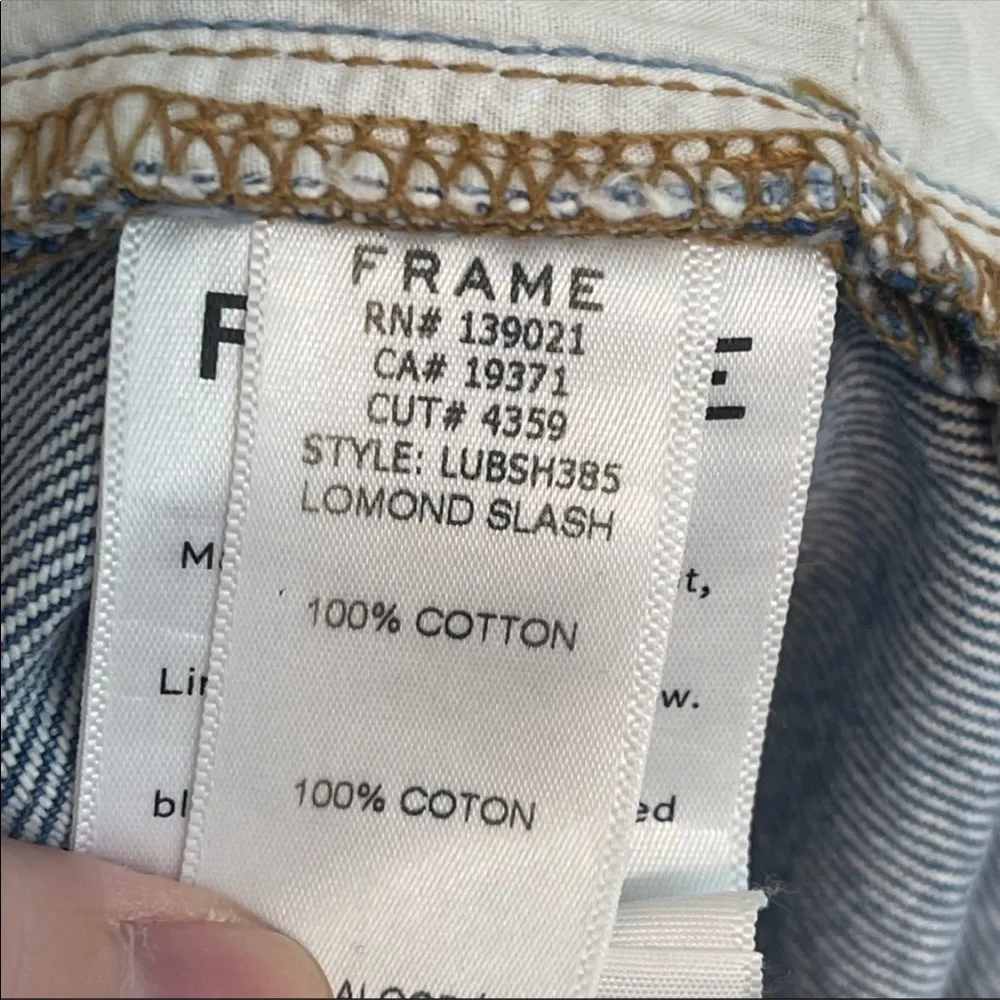 FRAME
RN# 139021
CA# 19371
CUT# 4359
STYLE: LUBSH385
LOMOND SLASH
100% COTTON
100% COTON